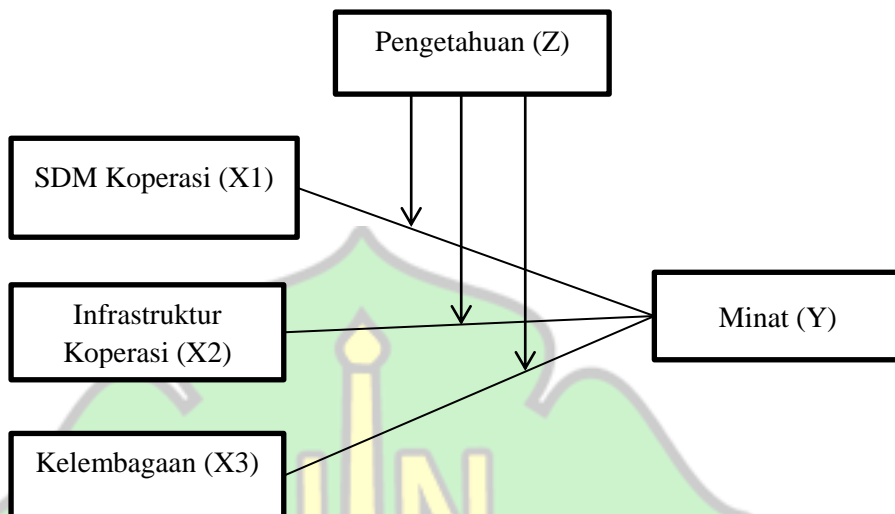 Pengetahuan (Z)
SDM Koperasi (X1)
Infrastruktur
Koperasi (X2)
Minat (Y)
Kelembagaan (X3)